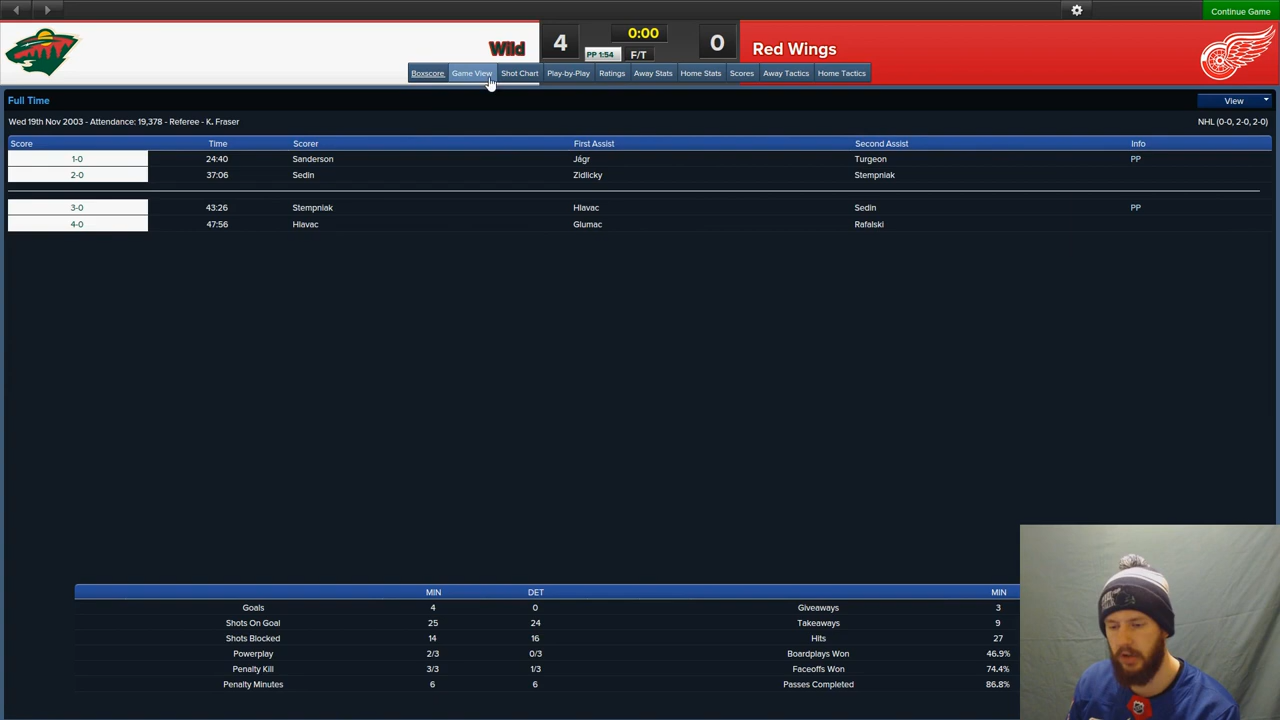 Continue Game
Wild 4 0:00 PP 1:54 F/T 0 Red Wings
Boxscore Game View Shot Chart Play-by-Play Ratings Away Stats Home Stats Scores Away Tactics Home Tactics
Full Time View
Wed 19th Nov 2003 - Attendance: 19,378 - Referee - K. Fraser NHL (0-0, 2-0, 2-0)
Score Time Scorer First Assist Second Assist Info
1-0 24:40 Sanderson Jágr Turgeon PP
2-0 37:06 Sedin Zidlicky Stempniak
3-0 43:26 Stempniak Hlavac Sedin PP
4-0 47:56 Hlavac Glumac Rafalski
MIN DET MIN
Goals 4 0 Giveaways 3
Shots On Goal 25 24 Takeaways 9
Shots Blocked 14 16 Hits 27
Powerplay 2/3 0/3 Boardplays Won 46.9%
Penalty Kill 3/3 1/3 Faceoffs Won 74.4%
Penalty Minutes 6 6 Passes Completed 86.8%